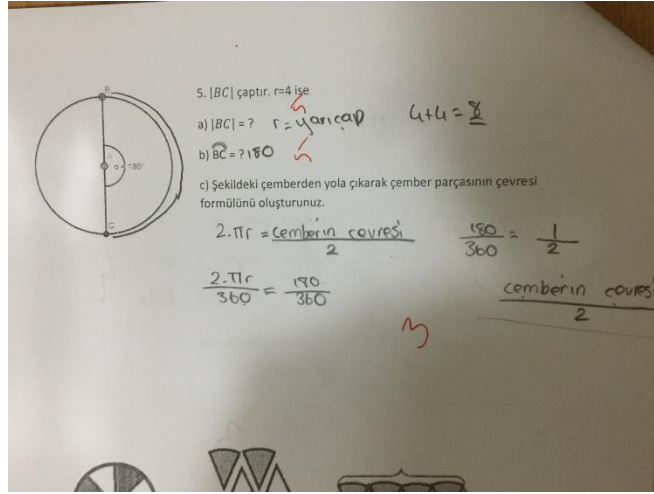 B
A
α = 180°
C
5. |BC| çaptır. r=4 ise
a) |BC| = ? r = yarıçap 4+4 = 8
b) BC = ? 180
c) Şekildeki çemberden yola çıkarak çember parçasının çevresi
formülünü oluşturunuz.
2.πr = çemberin çevresi / 2 180/360 = 1/2
2.πr/360 = 180/360 çemberin çevresi / 2